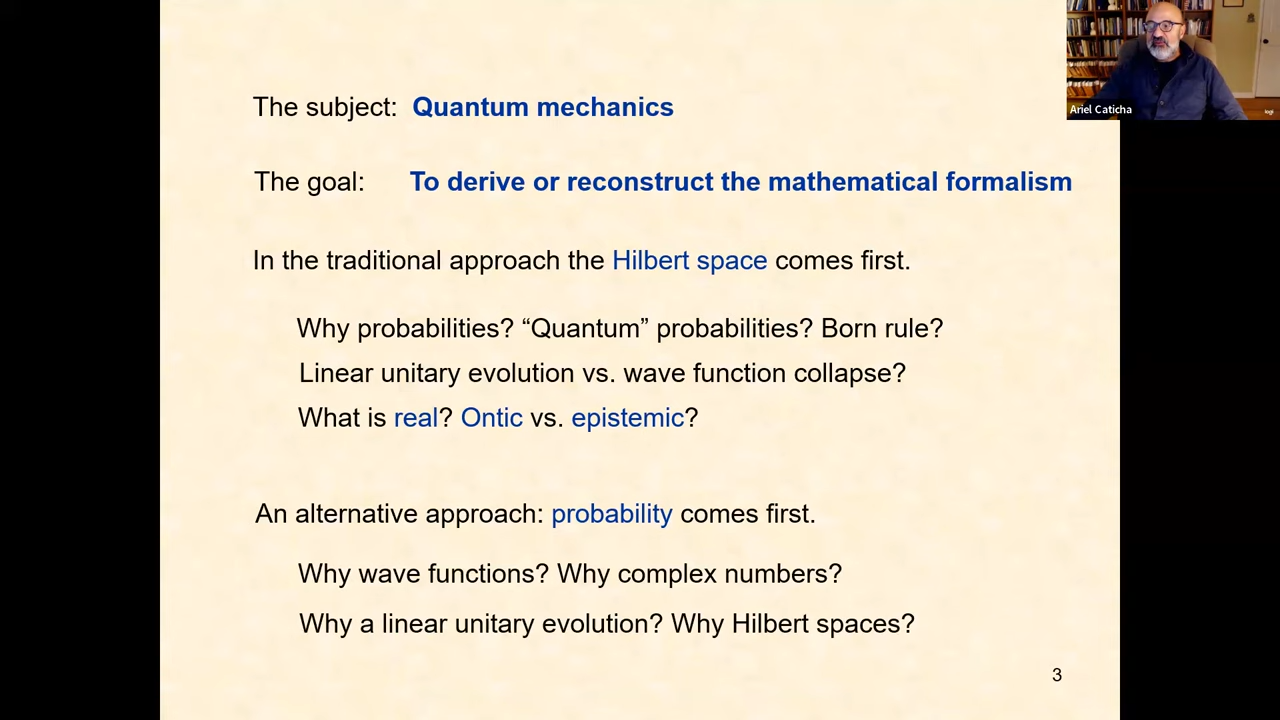 The subject: Quantum mechanics
Ariel Caticha
The goal: To derive or reconstruct the mathematical formalism
In the traditional approach the Hilbert space comes first.
Why probabilities? “Quantum” probabilities? Born rule?
Linear unitary evolution vs. wave function collapse?
What is real? Ontic vs. epistemic?
An alternative approach: probability comes first.
Why wave functions? Why complex numbers?
Why a linear unitary evolution? Why Hilbert spaces?
3